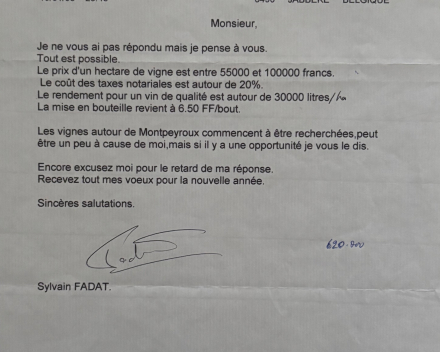 Monsieur,
Je ne vous ai pas répondu mais je pense à vous.
Tout est possible.
Le prix d'un hectare de vigne est entre 55000 et 100000 francs.
Le coût des taxes notariales est autour de 20%.
Le rendement pour un vin de qualité est autour de 30000 litres/ha
La mise en bouteille revient à 6.50 FF/bout.
Les vignes autour de Montpeyroux commencent à être recherchées,peut
être un peu à cause de moi,mais si il y a une opportunité je vous le dis.
Encore excusez moi pour le retard de ma réponse.
Recevez tout mes voeux pour la nouvelle année.
Sincères salutations.
Sylvain FADAT.